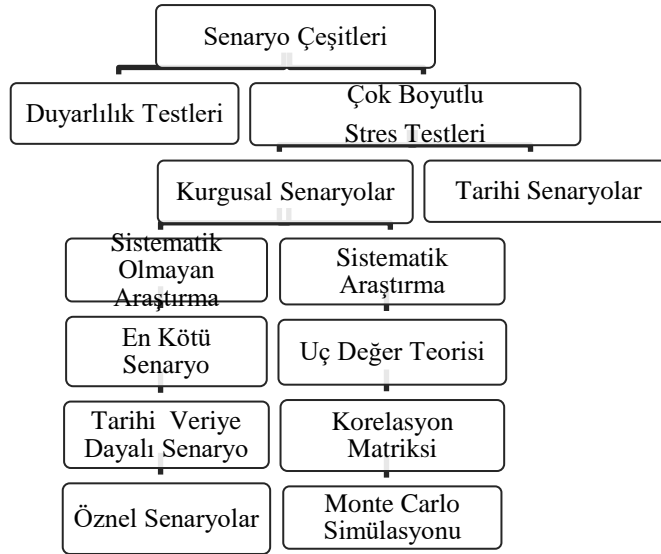 Senaryo Çeşitleri
Duyarlılık Testleri
Çok Boyutlu
Stres Testleri
Kurgusal Senaryolar
Tarihi Senaryolar
Sistematik
Olmayan
Araştırma
Sistematik
Araştırma
En Kötü
Senaryo
Uç Değer Teorisi
Tarihi Veriye
Dayalı Senaryo
Korelasyon
Matriksi
Öznel Senaryolar
Monte Carlo
Simülasyonu